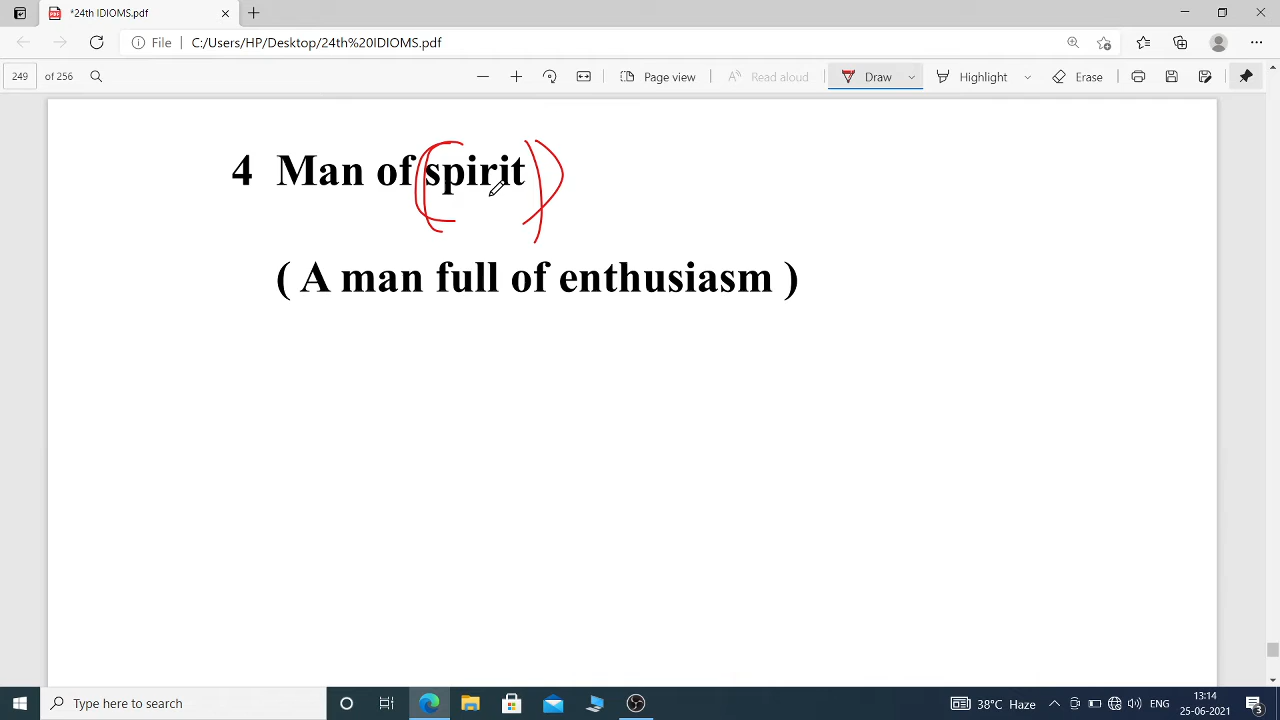 *24th IDIOMS.pdf
File C:/Users/HP/Desktop/24th%20IDIOMS.pdf
249 of 256 Page view Read aloud Draw Highlight Erase
4 Man of spirit
( A man full of enthusiasm )
Type here to search
38°C Haze ENG 13:14
25-06-2021 3